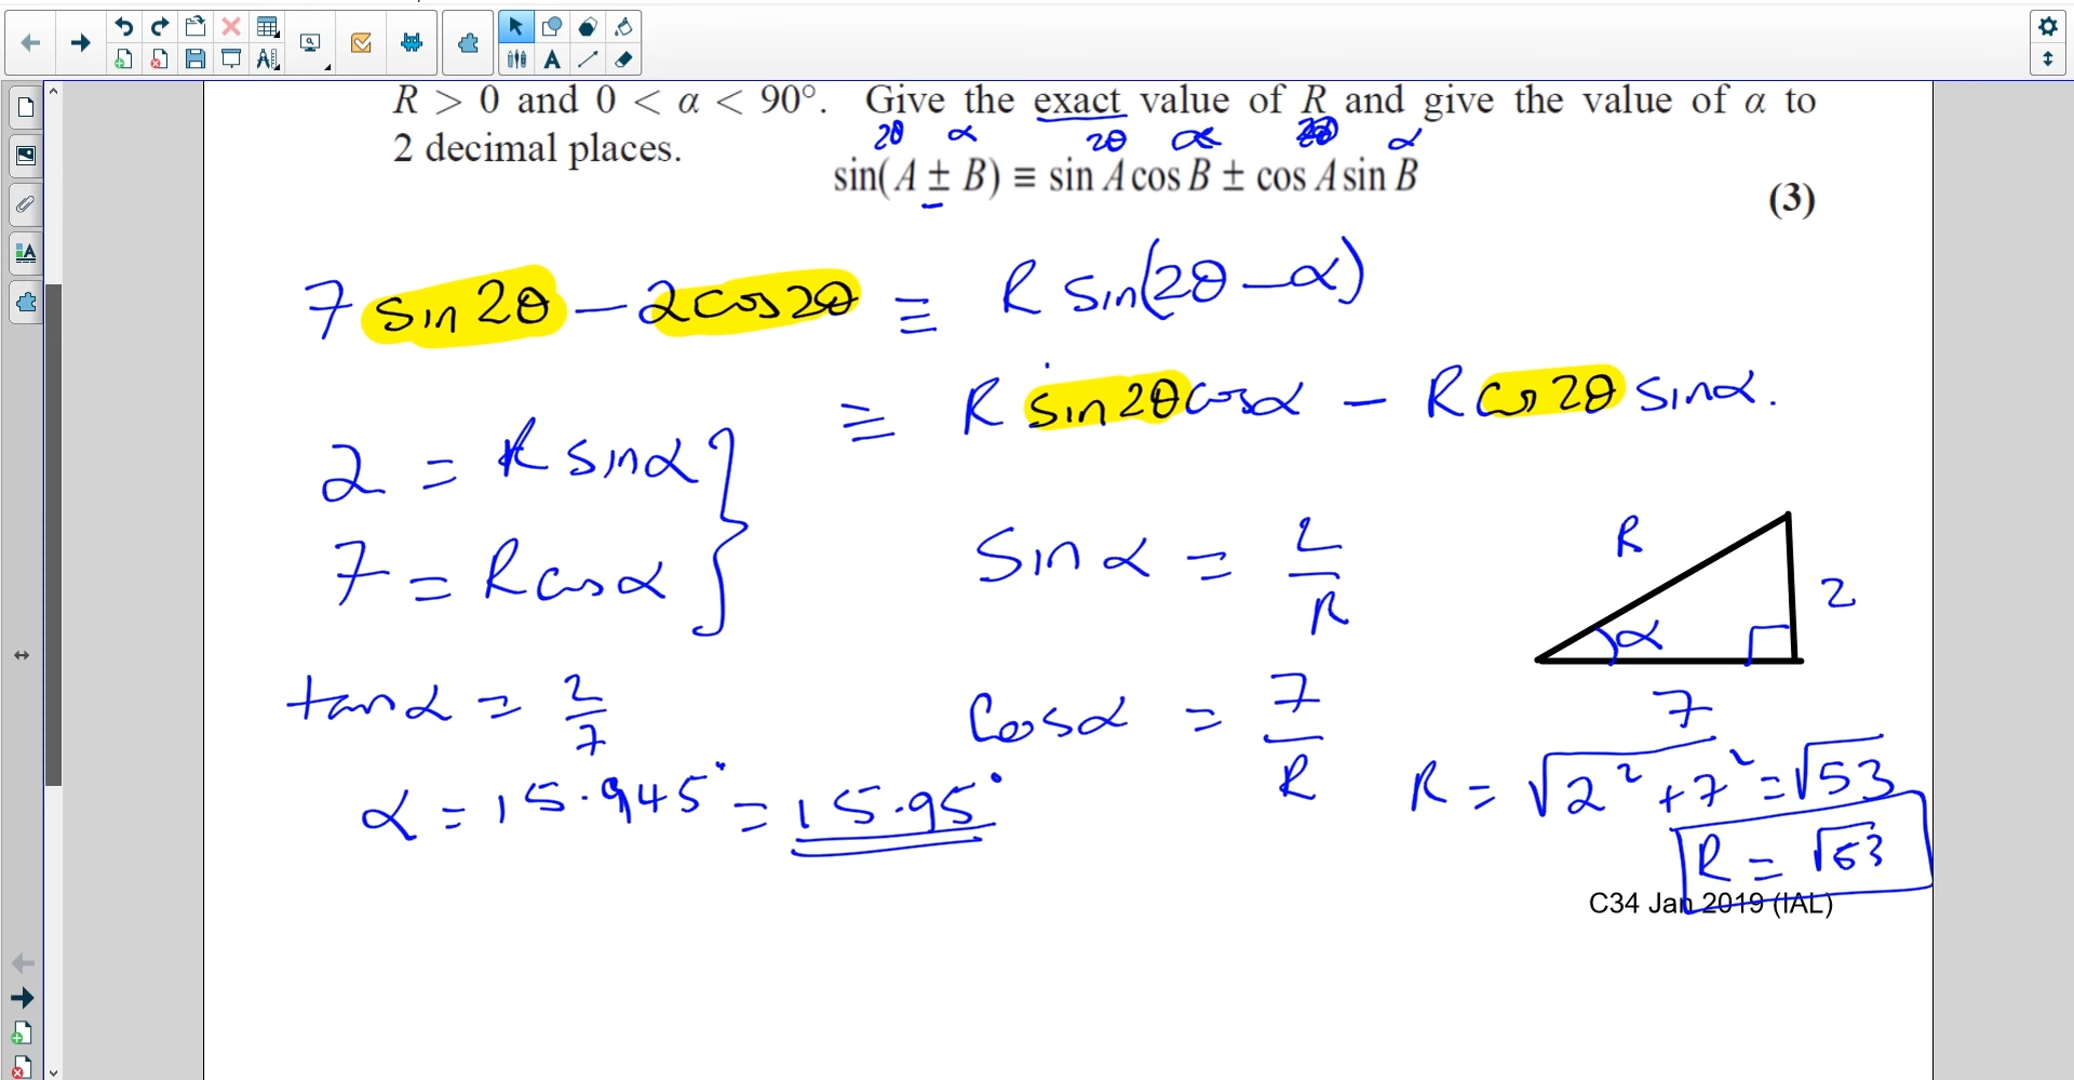 R > 0 and 0 < α < 90°. Give the exact value of R and give the value of α to
2 decimal places.
2θ α 2θ α 2θ α
sin(A ± B) ≡ sin A cos B ± cos A sin B
(3)
7 sin 2θ − 2 cos 2θ ≡ R sin(2θ − α)
≡ R sin 2θ cos α − R cos 2θ sin α.
2 = R sin α
7 = R cos α
sin α = 2/R
R
2
α
7
tan α = 2/7
cos α = 7/R
α = 15.945° = 15.95°
R = √2² + 7² = √53
R = √53
C34 Jan 2019 (IAL)